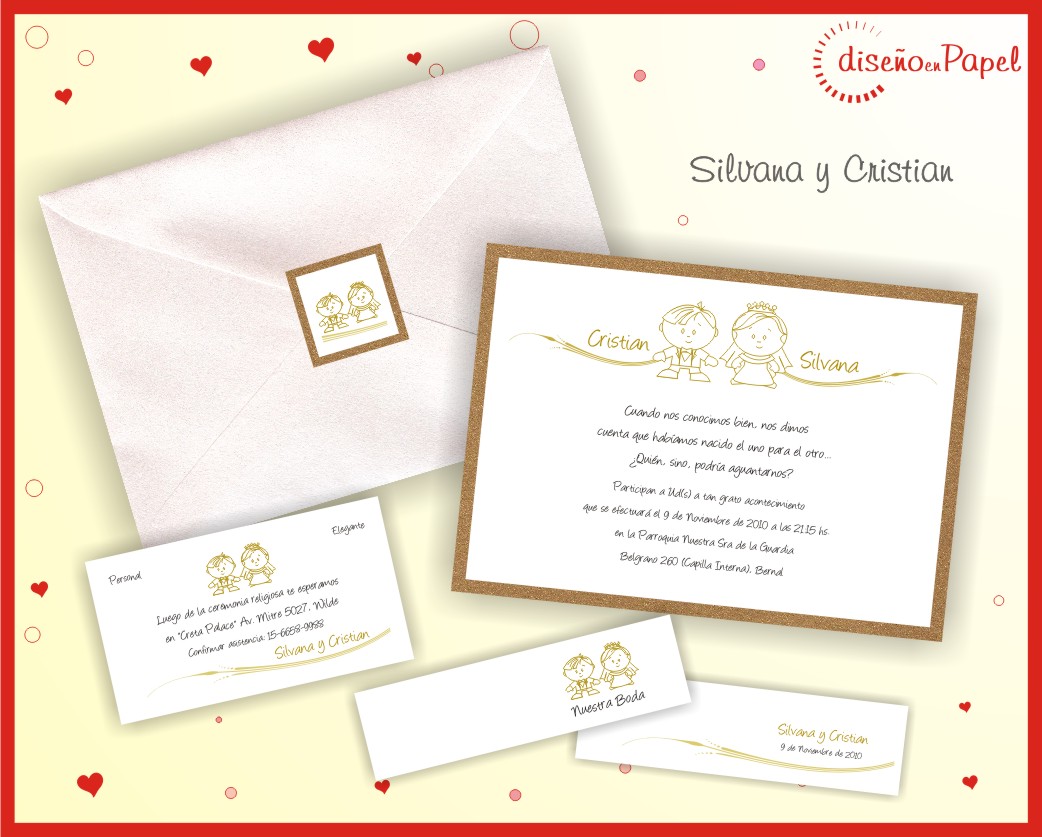 diseño en Papel
Silvana y Cristian
Cristian
Silvana
Cuando nos conocimos bien, nos dimos
cuenta que habíamos nacido el uno para el otro...
¿Quién, sino, podría aguantarnos?
Participan a Ud(s) a tan grato acontecimiento
que se efectuará el 9 de Noviembre de 2010 a las 21:15 hs.
en la Parroquia Nuestra Sra de la Guardia
Belgrano 260 (Capilla Interna), Bernal
Elegante
Personal
Luego de la ceremonia religiosa te esperamos
en "Creta Palace" Av. Mitre 5027, Wilde
Confirmar asistencia: 15-6658-9988
Silvana y Cristian
Nuestra Boda
Silvana y Cristian
9 de Noviembre de 2010